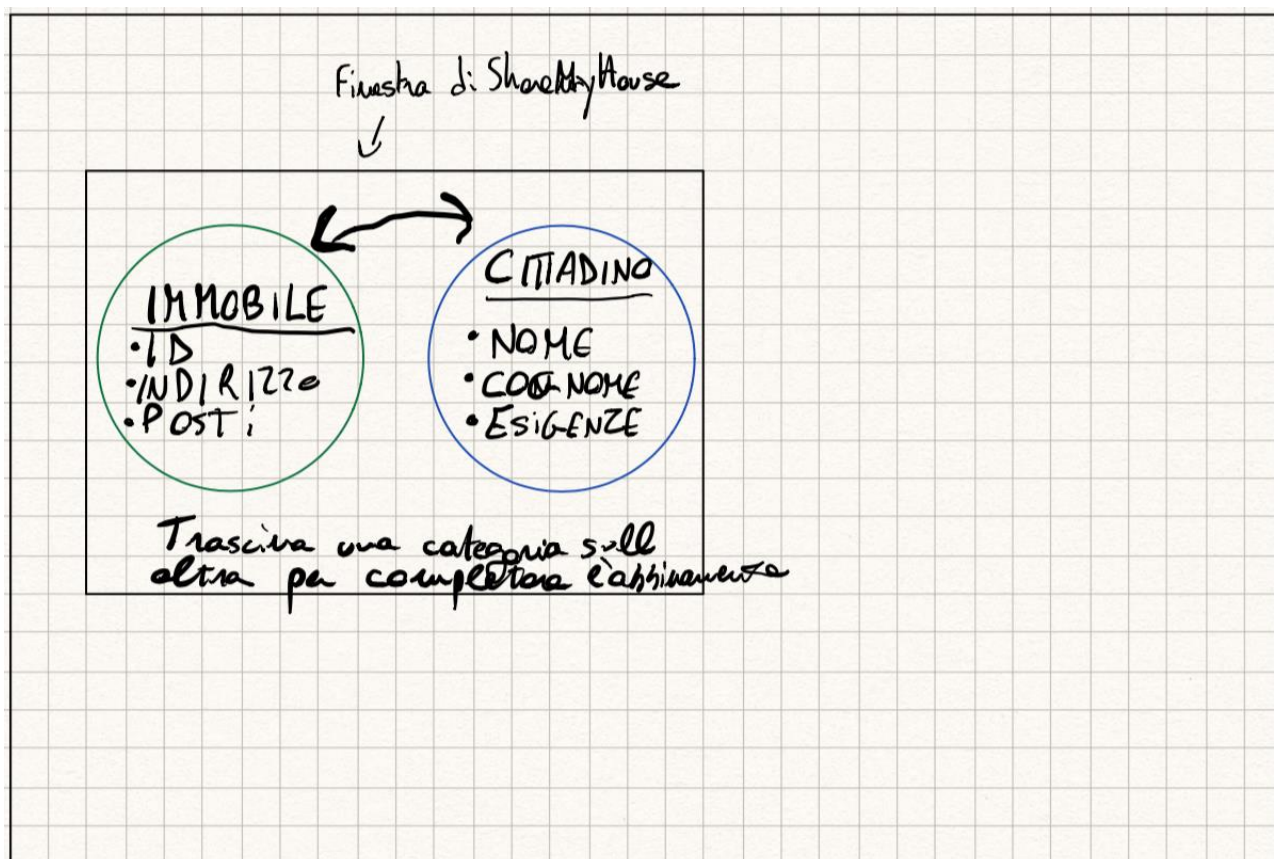 Finestra di ShareMyHouse
IMMOBILE
• ID
• INDIRIZZO
• POSTi
CITTADINO
• NOME
• COGNOME
• ESiGENZE
Trascina una categoria sull
altra per completare l'abbinamento